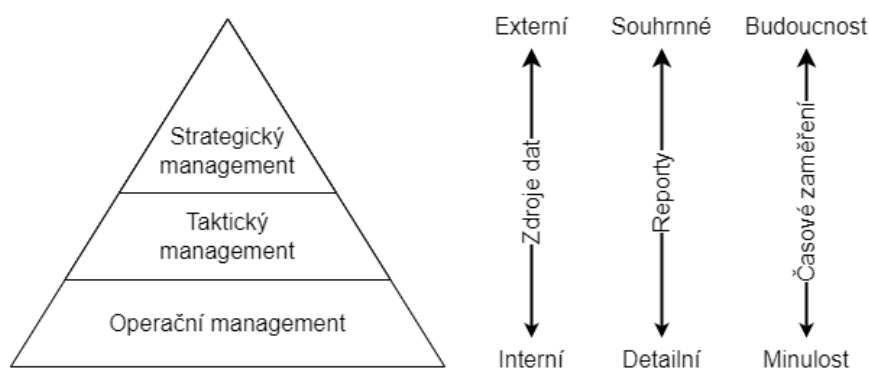 Externí Souhrnné Budoucnost
Strategický
management
Taktický
management
Operační management
Zdroje dat
Reporty
Časové zaměření
Interní Detailní Minulost